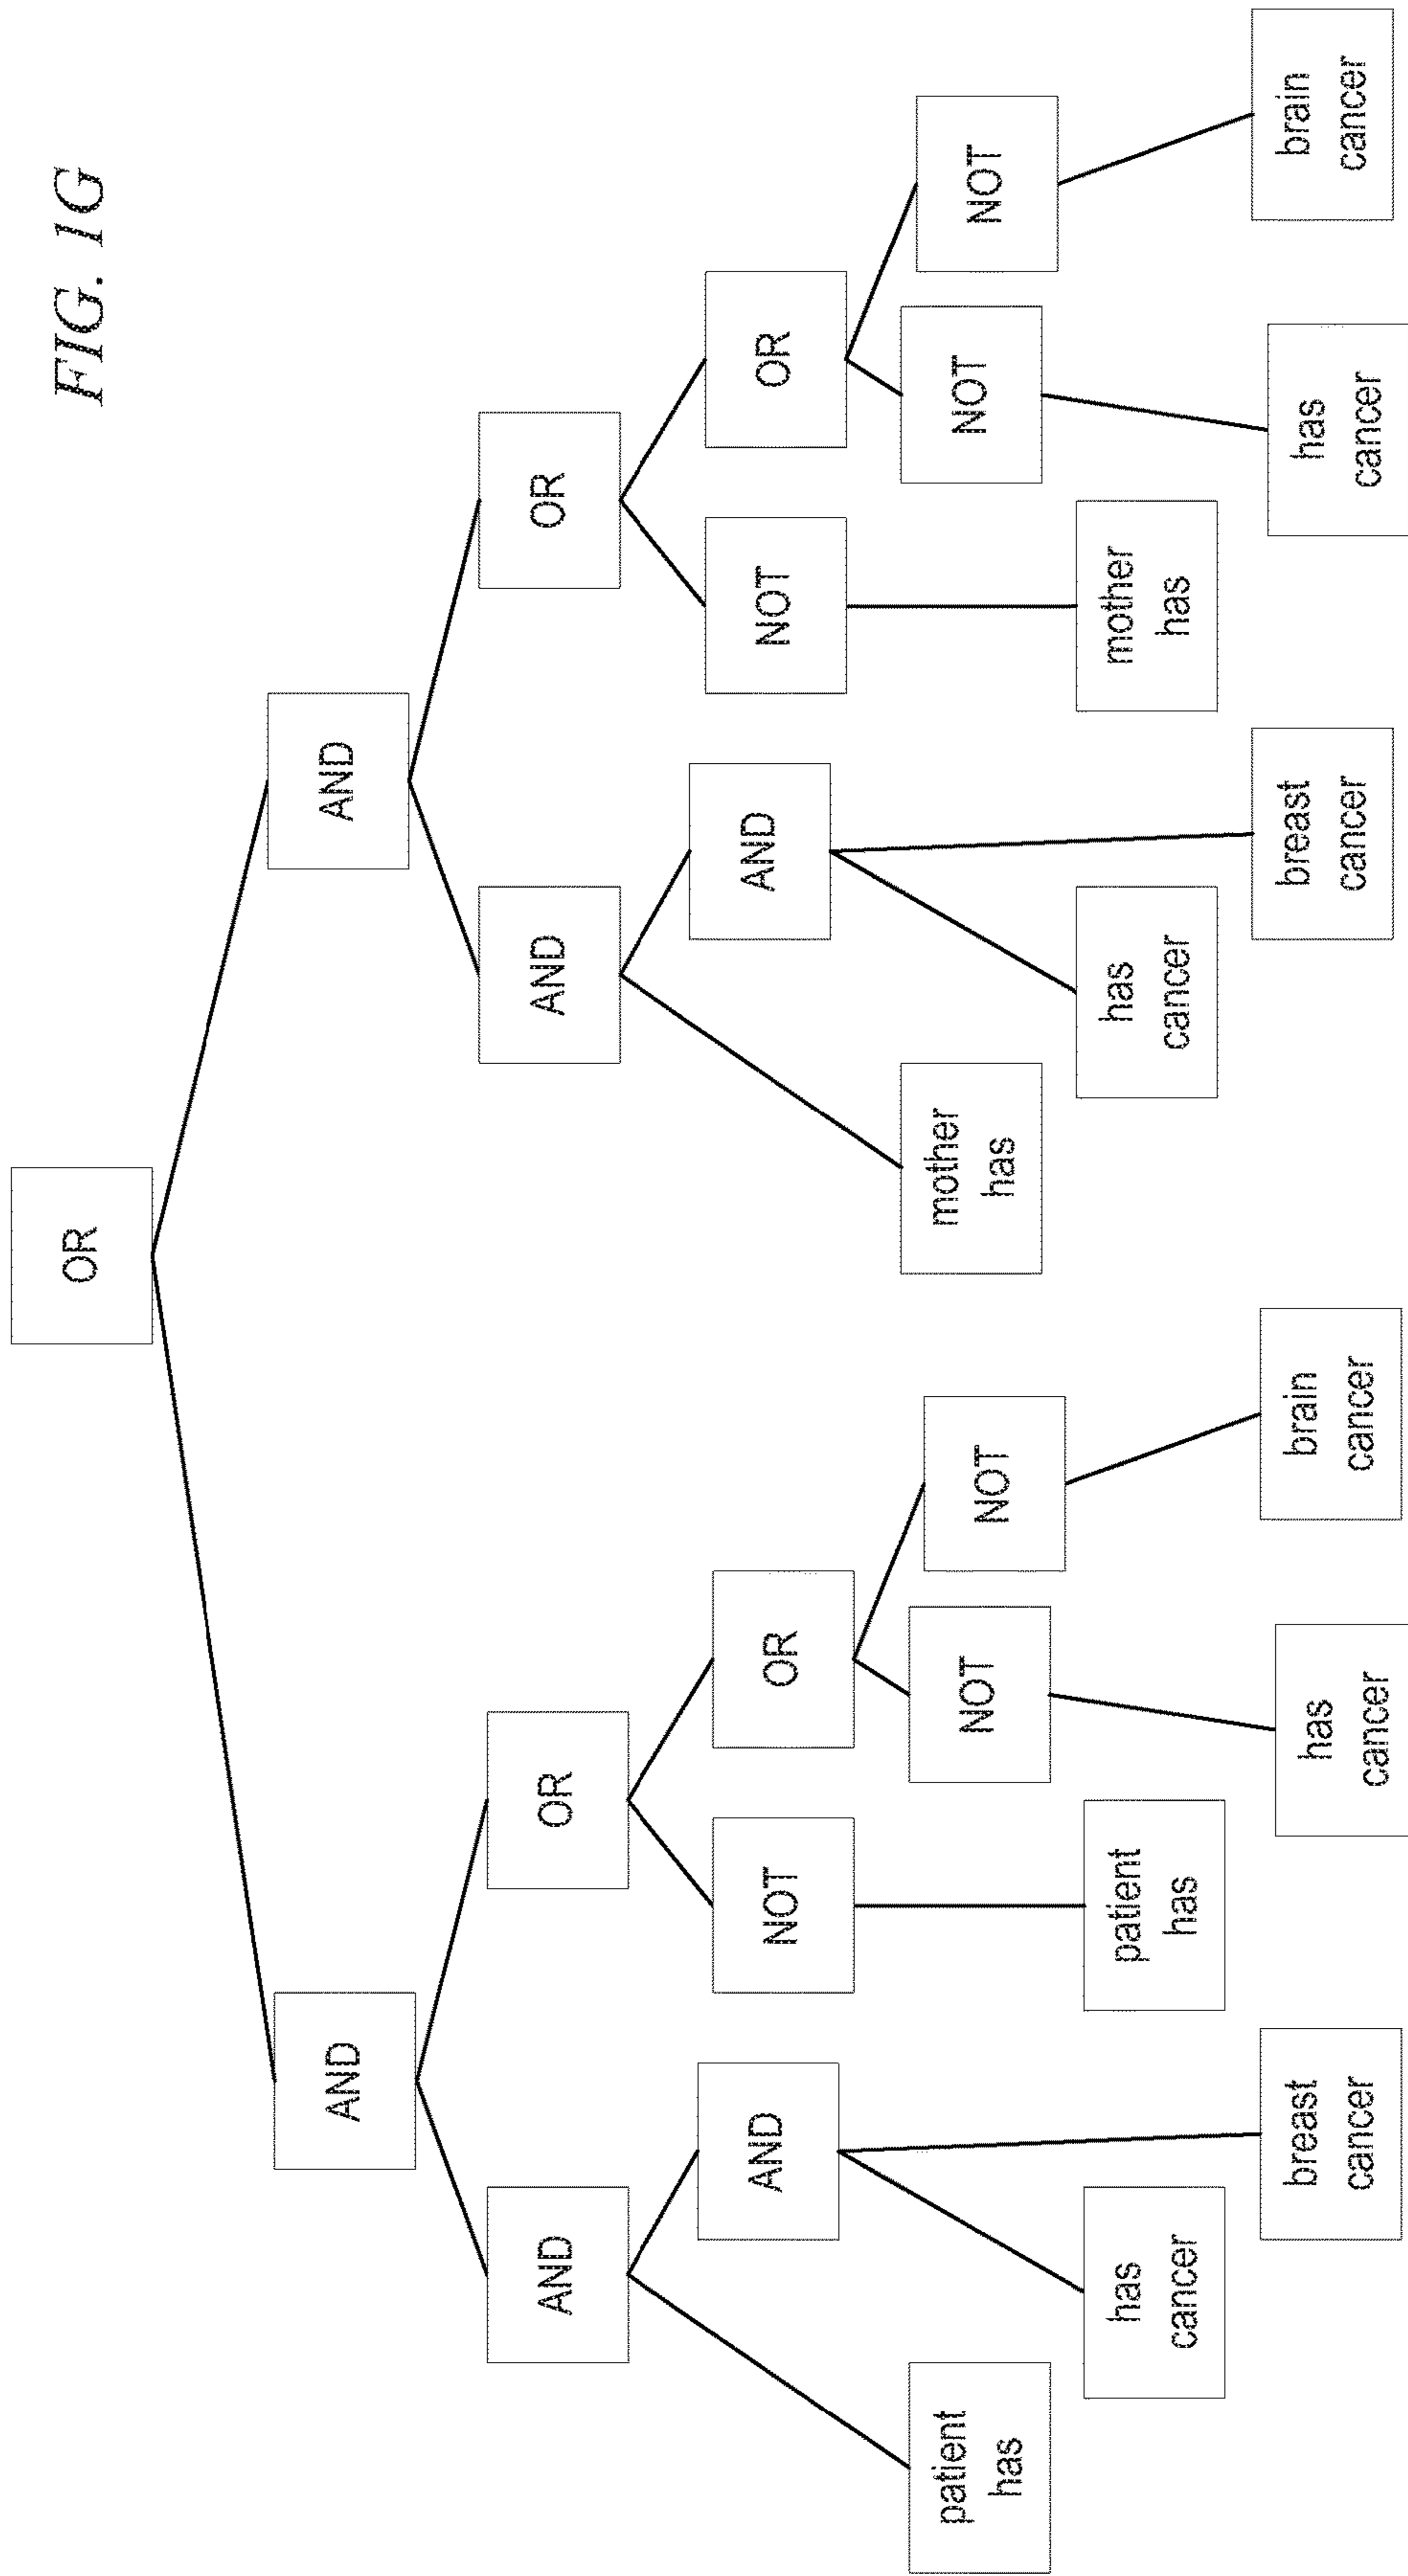 FIG. 1G
OR
AND
AND
AND
OR
AND
OR
AND
NOT
OR
AND
NOT
OR
patient
has
NOT
NOT
mother
has
NOT
NOT
has
cancer
patient
has
has
cancer
mother
has
breast
cancer
has
cancer
brain
cancer
breast
cancer
has
cancer
brain
cancer